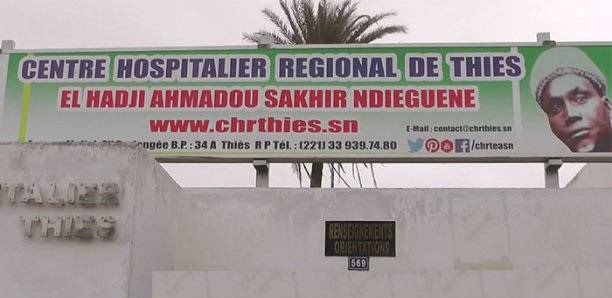 CENTRE HOSPITALIER REGIONAL DE THIES
EL HADJI AHMADOU SAKHIR NDIEGUENE
www.chrthies.sn
E-Mail : contact@chrthies.sn
B.P.: 34 A Thiès R P Tél. : (221) 33 939.74.80
/chrteasn
TALIER
THIES
RENSEIGNEMENTS
ORIENTATIONS
569